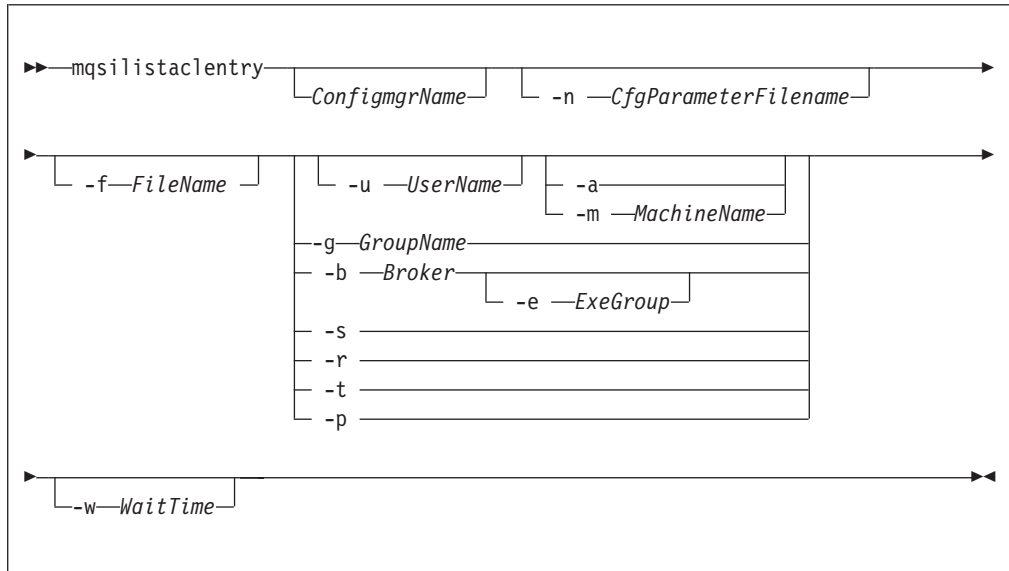 mqsilistaclentry
ConfigmgrName -n CfgParameterFilename
-f FileName -u UserName -a
-m MachineName
-g GroupName
-b Broker
-e ExeGroup
-s
-r
-t
-p
-w WaitTime